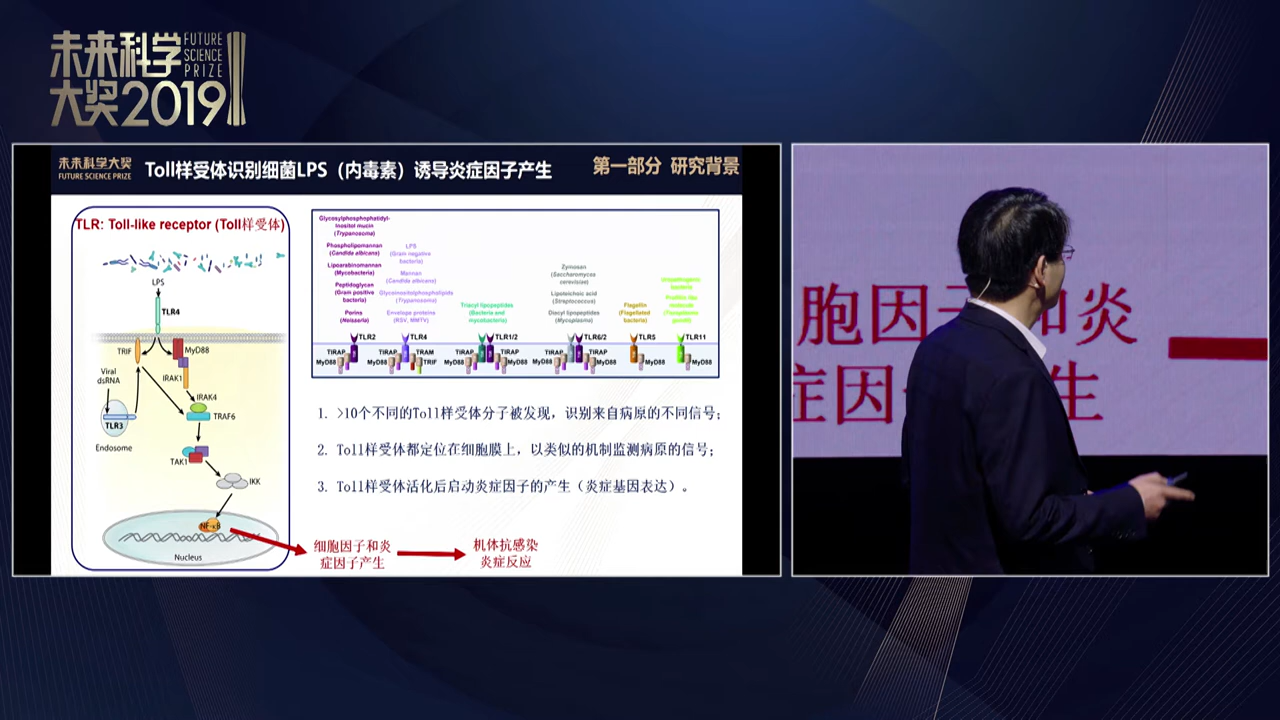 未来科学
大奖2019
FUTURE
SCIENCE
PRIZE
未来科学大奖
FUTURE SCIENCE PRIZE
Toll样受体识别细菌LPS（内毒素）诱导炎症因子产生
第一部分 研究背景
TLR: Toll-like receptor (Toll样受体)
LPS
TLR4
TRIF
MyD88
IRAK1
Viral
dsRNA
IRAK4
TRAF6
TLR3
Endosome
TAK1
IKK
NF-κB
Nucleus
Glycosylphosphatidyl-
Inositol mucin
(Trypanosoma)
Phospholipomannan
(Candida albicans)
Lipoarabinomannan
(Mycobacteria)
Peptidoglycan
(Gram positive
bacteria)
Porins
(Neisseria)
LPS
(Gram negative
bacteria)
Mannan
(Candida albicans)
Glycoinositolphospholipids
(Trypanosoma)
Envelope proteins
(RSV, MMTV)
Triacyl lipopeptides
(Bacteria and
mycobacteria)
Zymosan
(Saccharomyces
cerevisiae)
Lipoteichoic acid
(Streptococcus)
Diacyl lipopeptides
(Mycoplasma)
Flagellin
(Flagellated
bacteria)
Uropathogenic
bacteria
Profilin-like
molecule
(Toxoplasma
gondii)
TLR2
TLR4
TLR1/2
TLR6/2
TLR5
TLR11
TIRAP
MyD88
TIRAP
MyD88
TRAM
TRIF
TIRAP
MyD88
TIRAP
MyD88
TIRAP
MyD88
TIRAP
MyD88
MyD88
MyD88
1. >10个不同的Toll样受体分子被发现，识别来自病原的不同信号；
2. Toll样受体都定位在细胞膜上，以类似的机制监测病原的信号；
3. Toll样受体活化后启动炎症因子的产生（炎症基因表达）。
细胞因子和炎
症因子产生
机体抗感染
炎症反应
胞因子和炎
症因 生